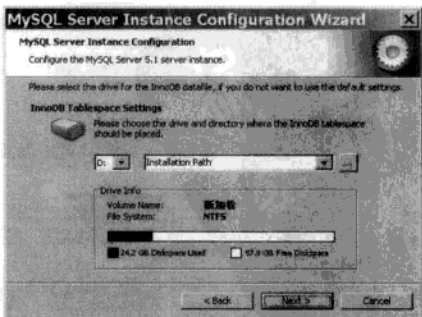 MySQL Server Instance Configuration Wizard
MySQL Server Instance Configuration
Configure the MySQL Server 5.1 server instance.
Please select the drive for the InnoDB datafile, if you do not want to use the default settings.
InnoDB Tablespace Settings
Please choose the drive and directory where the InnoDB tablespace
should be placed.
D: Installation Path ...
Drive Info
Volume Name: 新加卷
File System: NTFS
24,2 GB Diskspace Used GB Free Diskspace
< Back Next > Cancel